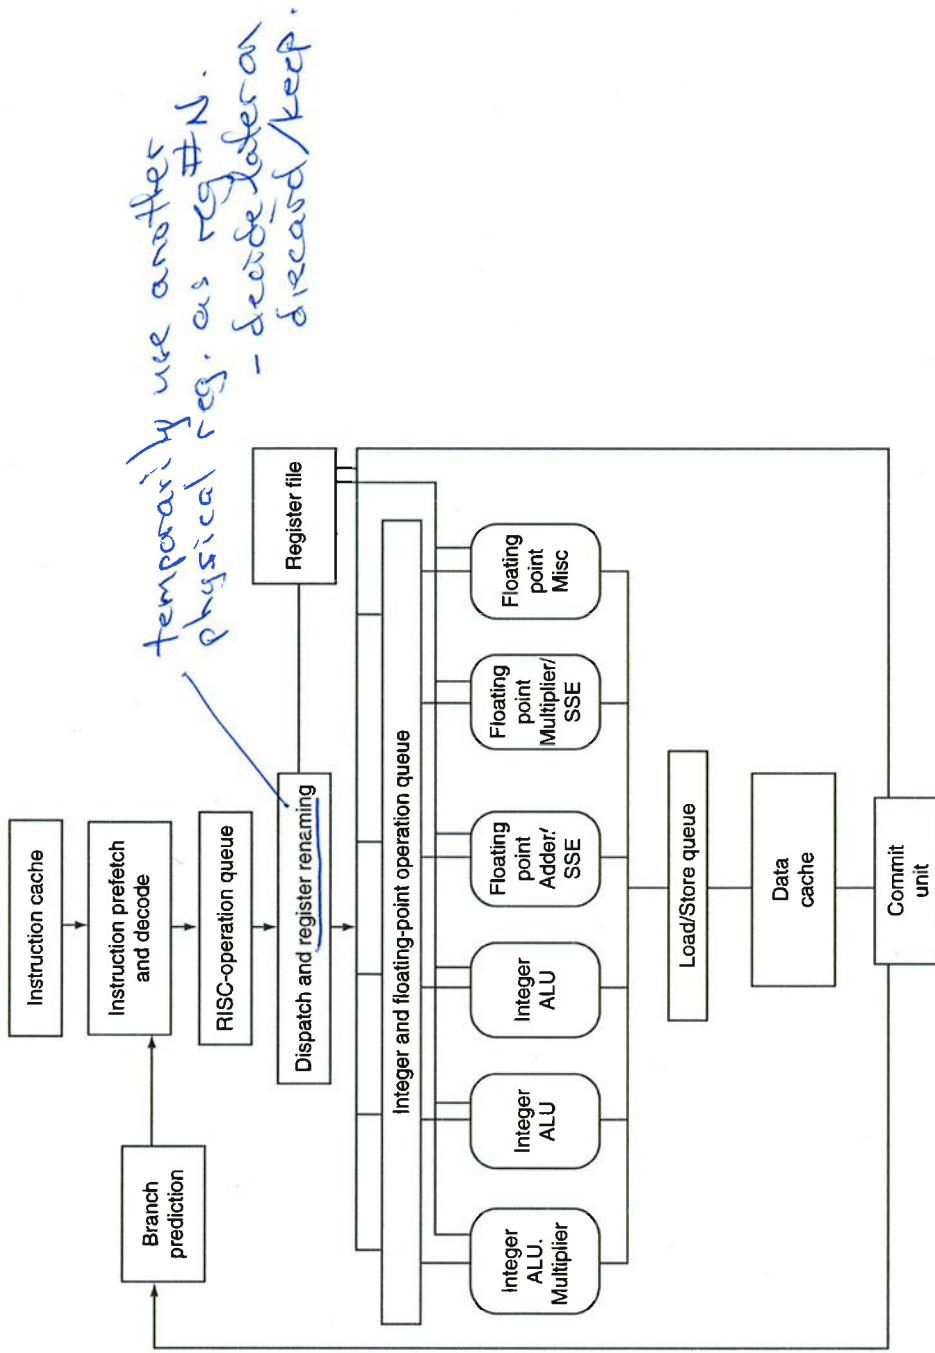 temporarily use another
physical reg. as reg #N.
- decide later on
discard/keep.
Instruction cache
Instruction prefetch
and decode
Branch
prediction
RISC-operation queue
Dispatch and register renaming
Register file
Integer and floating-point operation queue
Integer
ALU.
Multiplier
Integer
ALU
Integer
ALU
Floating
point
Adder/
SSE
Floating
point
Multiplier/
SSE
Floating
point
Misc
Load/Store queue
Data
cache
Commit
unit